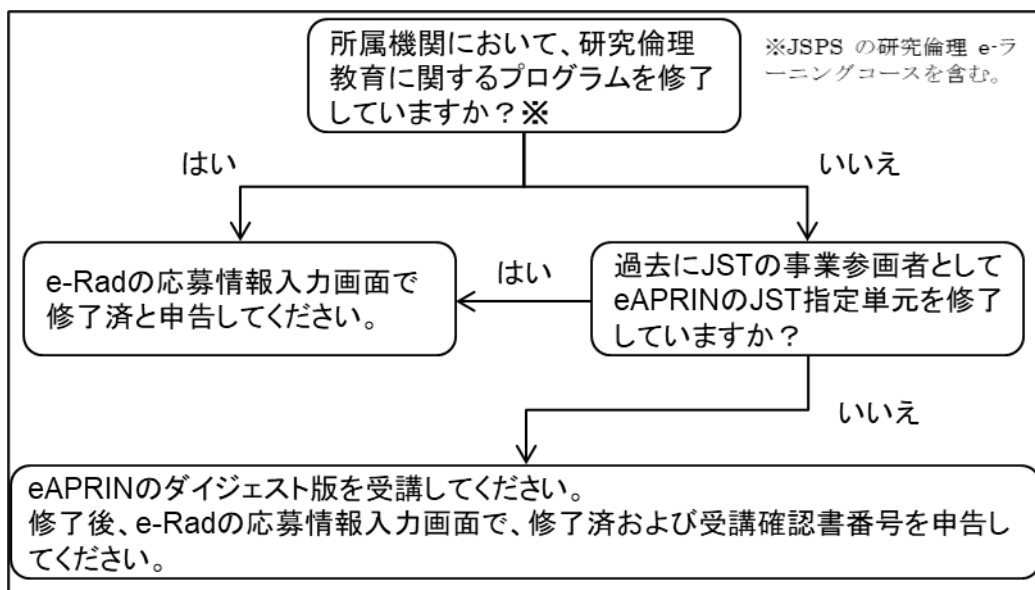 所属機関において、研究倫理
教育に関するプログラムを修了
していますか？※
※JSPS の研究倫理 e-ラ
ーニングコースを含む。
はい
いいえ
e-Radの応募情報入力画面で
修了済と申告してください。
はい
過去にJSTの事業参画者として
eAPRINのJST指定単元を修了
していますか？
いいえ
eAPRINのダイジェスト版を受講してください。
修了後、e-Radの応募情報入力画面で、修了済および受講確認書番号を申告し
てください。